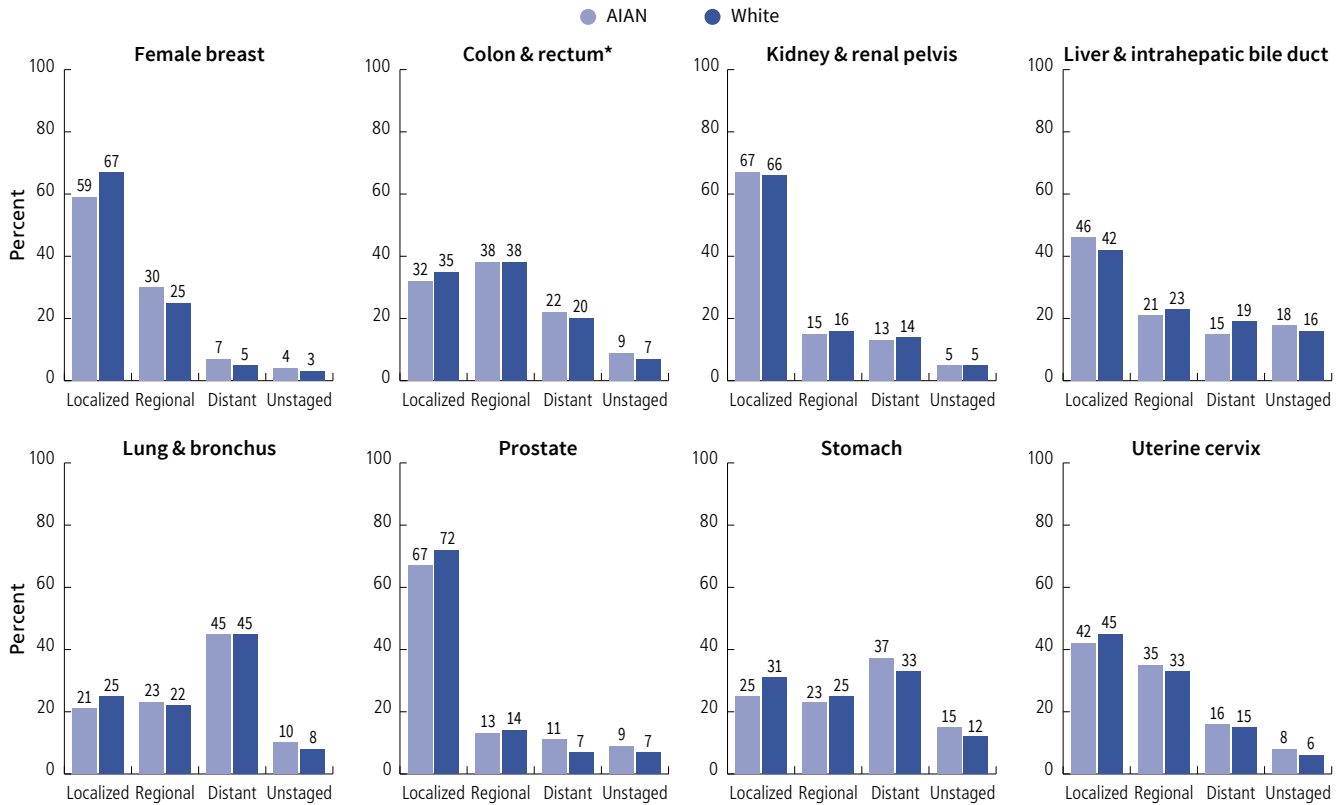 AIAN White
Female breast Colon & rectum* Kidney & renal pelvis Liver & intrahepatic bile duct
Percent
100
80
60
40
20
0
59 67 30 25 7 5 4 3
Localized Regional Distant Unstaged
100
80
60
40
20
0
32 35 38 38 22 20 9 7
Localized Regional Distant Unstaged
100
80
60
40
20
0
67 66 15 16 13 14 5 5
Localized Regional Distant Unstaged
100
80
60
40
20
0
46 42 21 23 15 19 18 16
Localized Regional Distant Unstaged
Lung & bronchus Prostate Stomach Uterine cervix
Percent
100
80
60
40
20
0
21 25 23 22 45 45 10 8
Localized Regional Distant Unstaged
100
80
60
40
20
0
67 72 13 14 11 7 9 7
Localized Regional Distant Unstaged
100
80
60
40
20
0
25 31 23 25 37 33 15 12
Localized Regional Distant Unstaged
100
80
60
40
20
0
42 45 35 33 16 15 8 6
Localized Regional Distant Unstaged